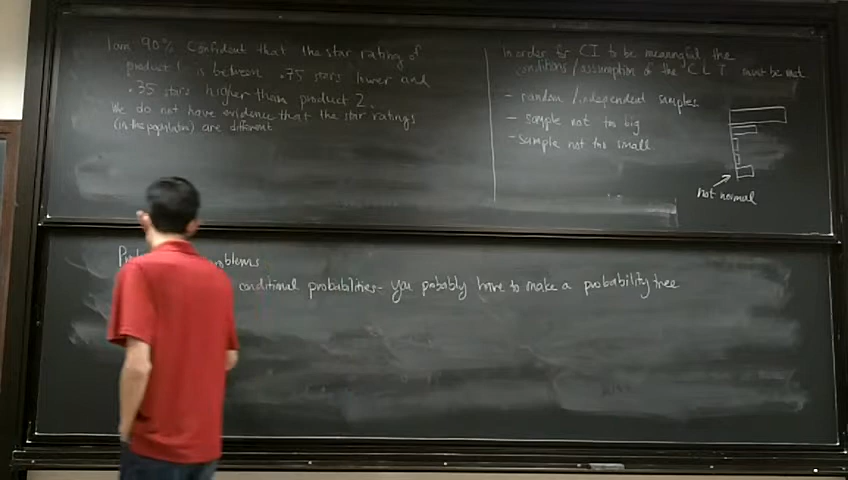 I am 90% confident that the star rating of
product 1 is between .75 stars lower and
.35 stars higher than product 2.
We do not have evidence that the star ratings
(in the population) are different
In order for CI to be meaningful the
conditions/assumption of the CLT must be met
- random/independent samples
- sample not too big
- sample not too small
not normal
conditional probabilities - you probably have to make a probability tree